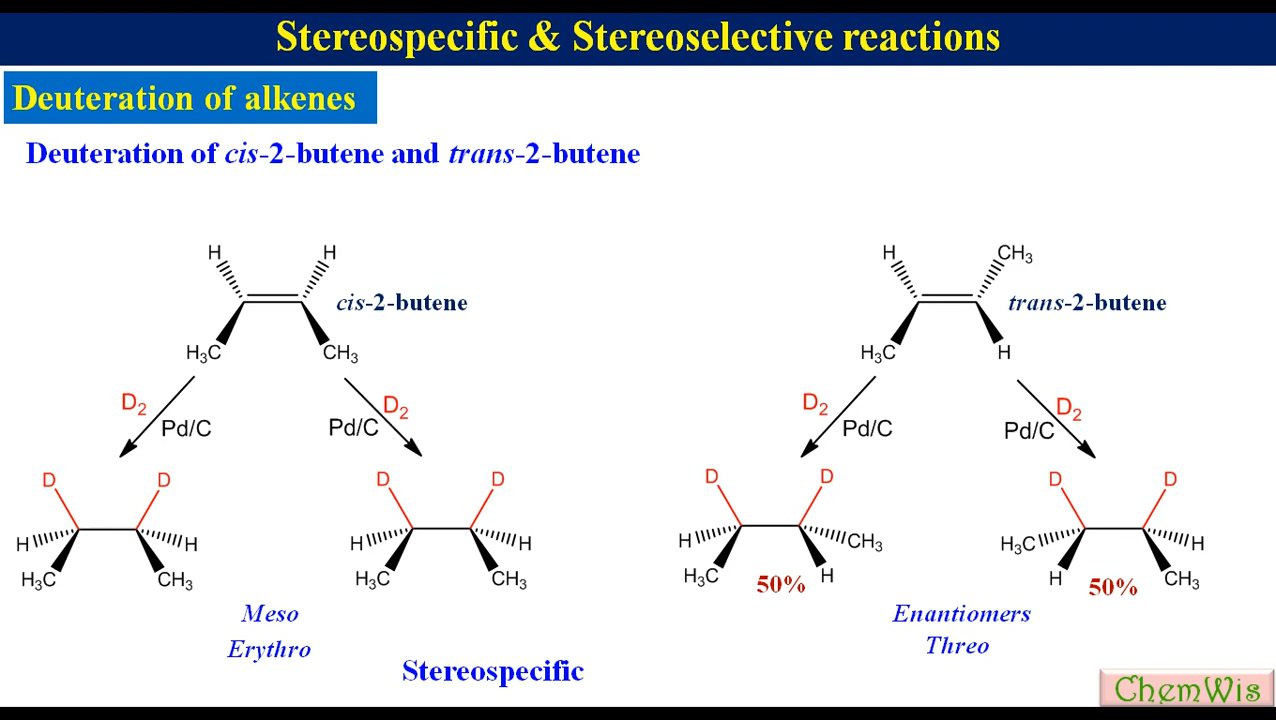 Stereospecific & Stereoselective reactions
Deuteration of alkenes
Deuteration of cis-2-butene and trans-2-butene
H H
cis-2-butene
H₃C CH₃
D₂ D₂
Pd/C Pd/C
D D D D
H H H H
H₃C CH₃ H₃C CH₃
Meso
Erythro
H CH₃
trans-2-butene
H₃C H
D₂ D₂
Pd/C Pd/C
D D D D
H CH₃ H₃C H
H₃C H H CH₃
50% 50%
Enantiomers
Threo
Stereospecific
ChemWis